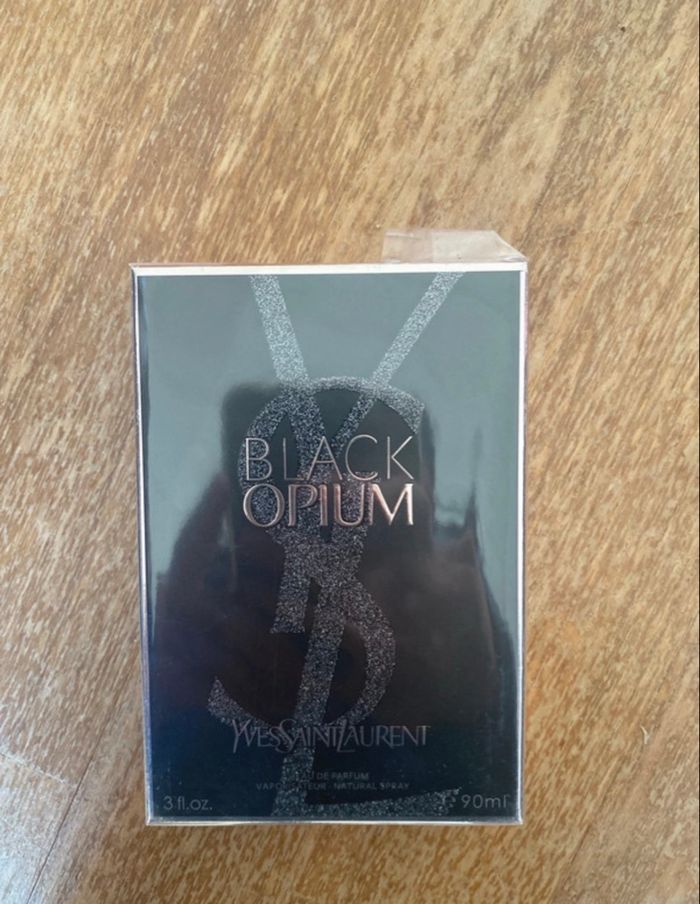 BLACK
OPIUM
YVESSAINTLAURENT
EAU DE PARFUM
VAPORISATEUR · NATURAL SPRAY
3 fl.oz. e 90ml